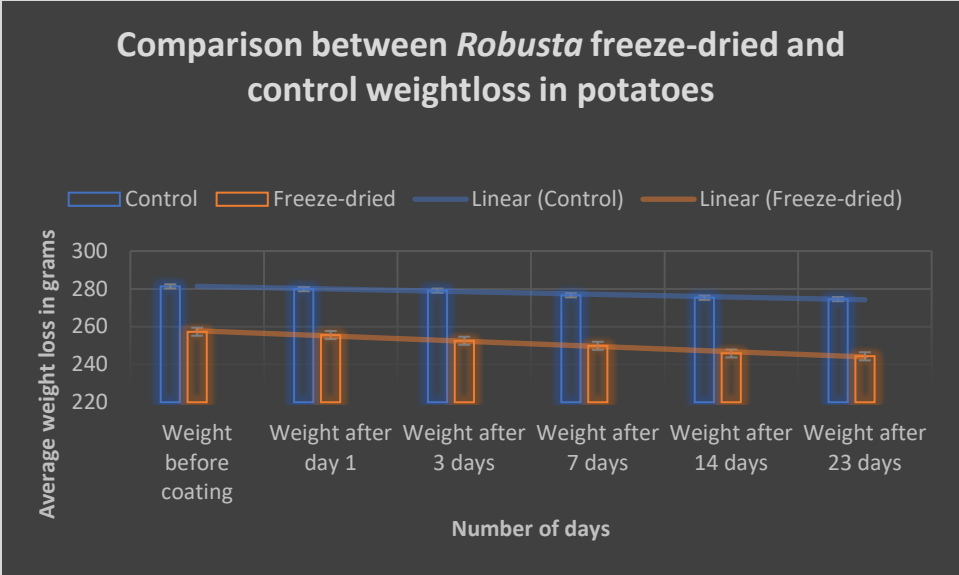 Comparison between Robusta freeze-dried and
control weightloss in potatoes
Control Freeze-dried Linear (Control) Linear (Freeze-dried)
Average weight loss in grams
300
280
260
240
220
Weight before coating
Weight after day 1
Weight after 3 days
Weight after 7 days
Weight after 14 days
Weight after 23 days
Number of days